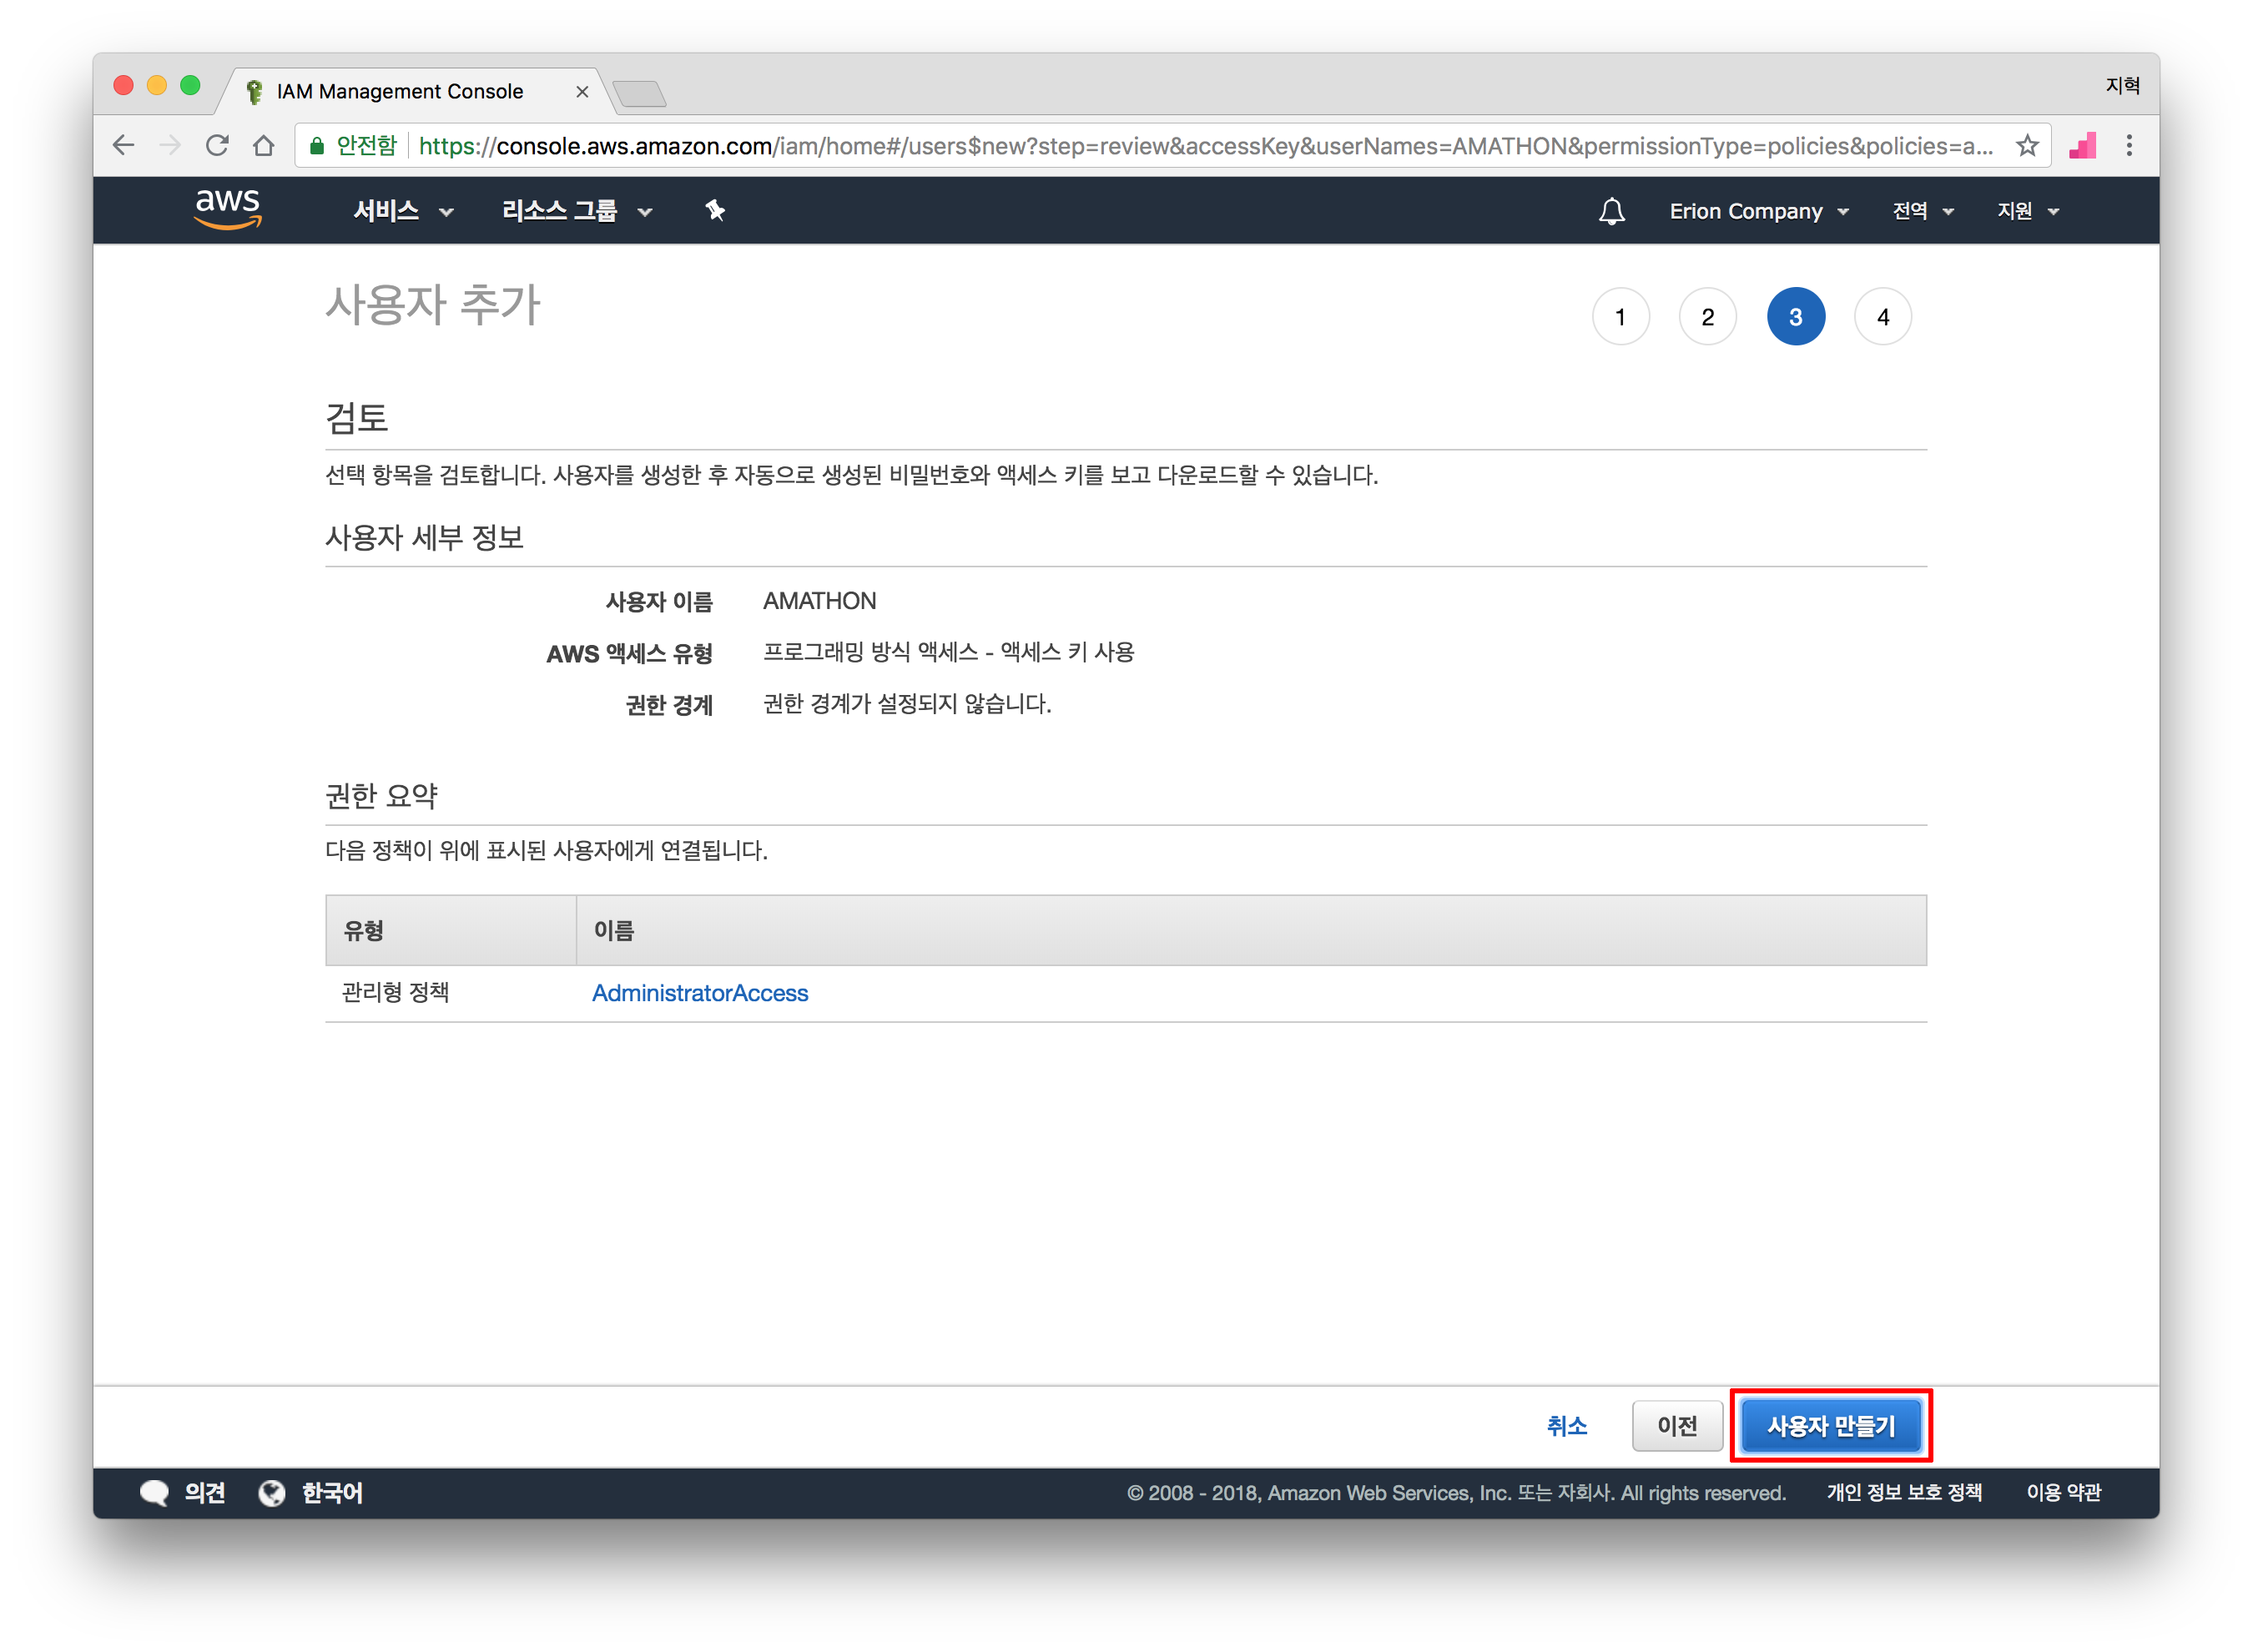 IAM Management Console
지혁
안전함 https://console.aws.amazon.com/iam/home#/users$new?step=review&accessKey&userNames=AMATHON&permissionType=policies&policies=a...
aws 서비스 리소스 그룹 Erion Company 전역 지원
사용자 추가 1 2 3 4
검토
선택 항목을 검토합니다. 사용자를 생성한 후 자동으로 생성된 비밀번호와 액세스 키를 보고 다운로드할 수 있습니다.
사용자 세부 정보
사용자 이름 AMATHON
AWS 액세스 유형 프로그래밍 방식 액세스 - 액세스 키 사용
권한 경계 권한 경계가 설정되지 않습니다.
권한 요약
다음 정책이 위에 표시된 사용자에게 연결됩니다.
유형 이름
관리형 정책 AdministratorAccess
취소 이전 사용자 만들기
의견 한국어 © 2008 - 2018, Amazon Web Services, Inc. 또는 자회사. All rights reserved. 개인 정보 보호 정책 이용 약관